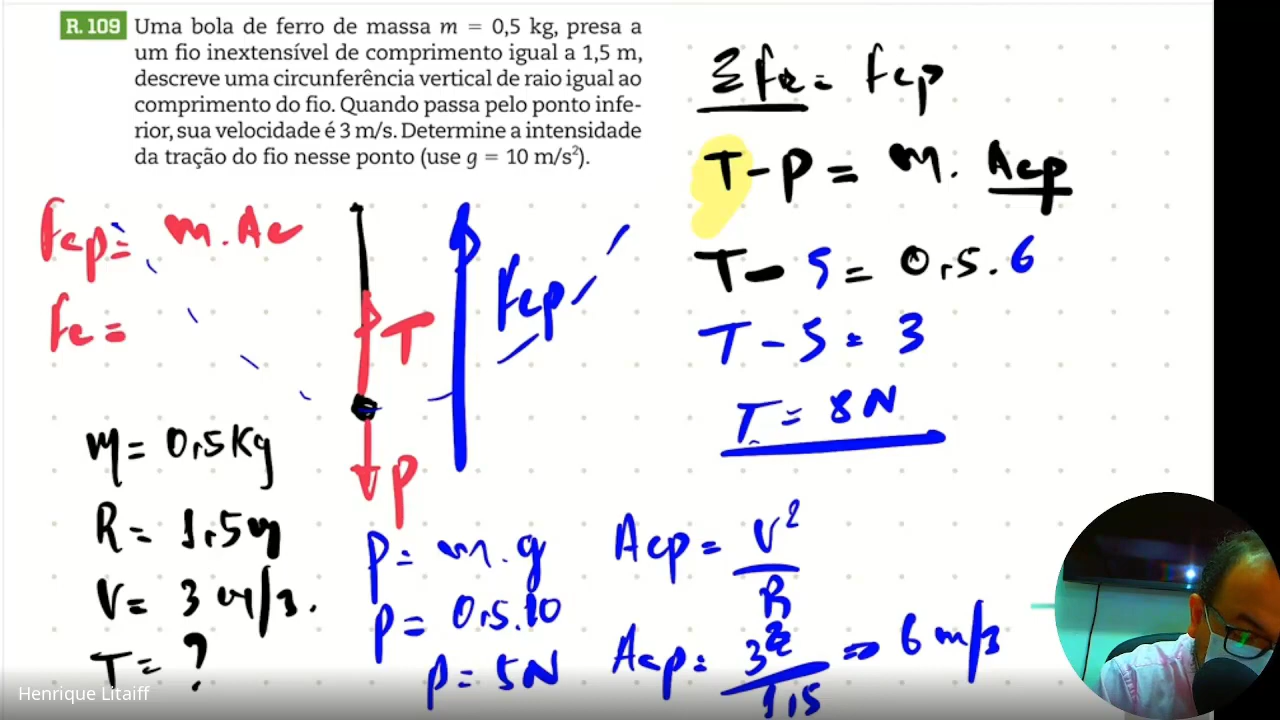 R. 109 Uma bola de ferro de massa m = 0,5 kg, presa a
um fio inextensível de comprimento igual a 1,5 m,
descreve uma circunferência vertical de raio igual ao
comprimento do fio. Quando passa pelo ponto infe-
rior, sua velocidade é 3 m/s. Determine a intensidade
da tração do fio nesse ponto (use g = 10 m/s²).
Fcp = m.Ac
Fe =
T
Fcp
P
m = 0,5 Kg
R = 1,5 m
V = 3 m/s.
T = ?
P = m.g
P = 0,5.10
P = 5N
ΣFe = Fcp
T - P = m. Acp
T - 5 = 0,5.6
T - 5 = 3
T = 8 N
Acp = V²
R
Acp = 3²
1,5
⇒ 6 m/s
Henrique Litaiff